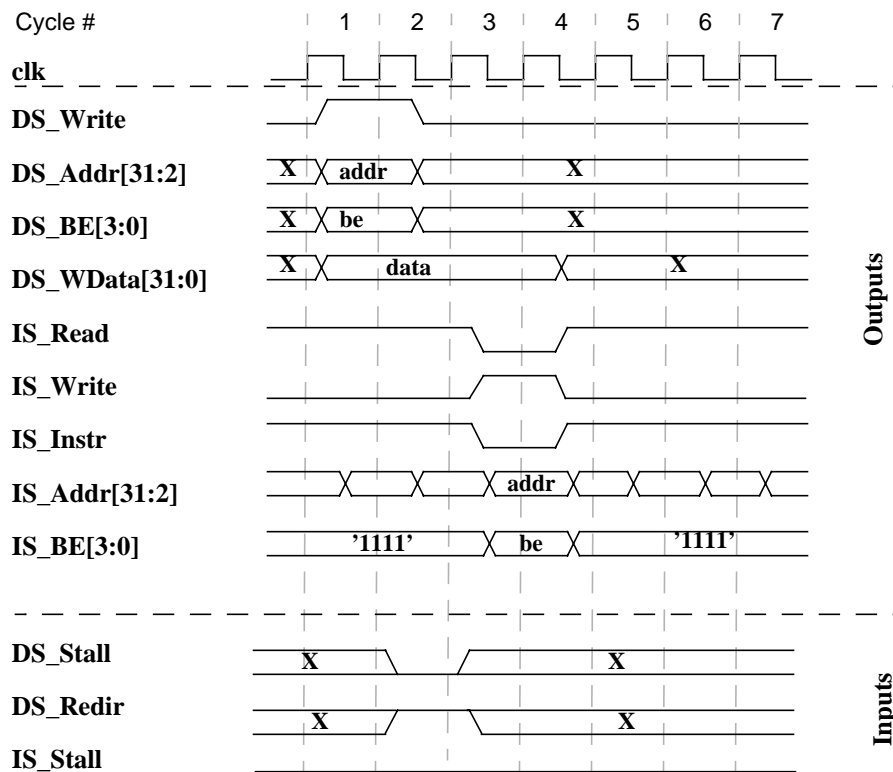 Cycle # 1 2 3 4 5 6 7
clk
DS_Write
DS_Addr[31:2] X addr X
DS_BE[3:0] X be X
DS_WData[31:0] X data X
IS_Read
IS_Write
IS_Instr
IS_Addr[31:2] addr
IS_BE[3:0] '1111' be '1111'
Outputs
DS_Stall X X
DS_Redir X X
IS_Stall
Inputs